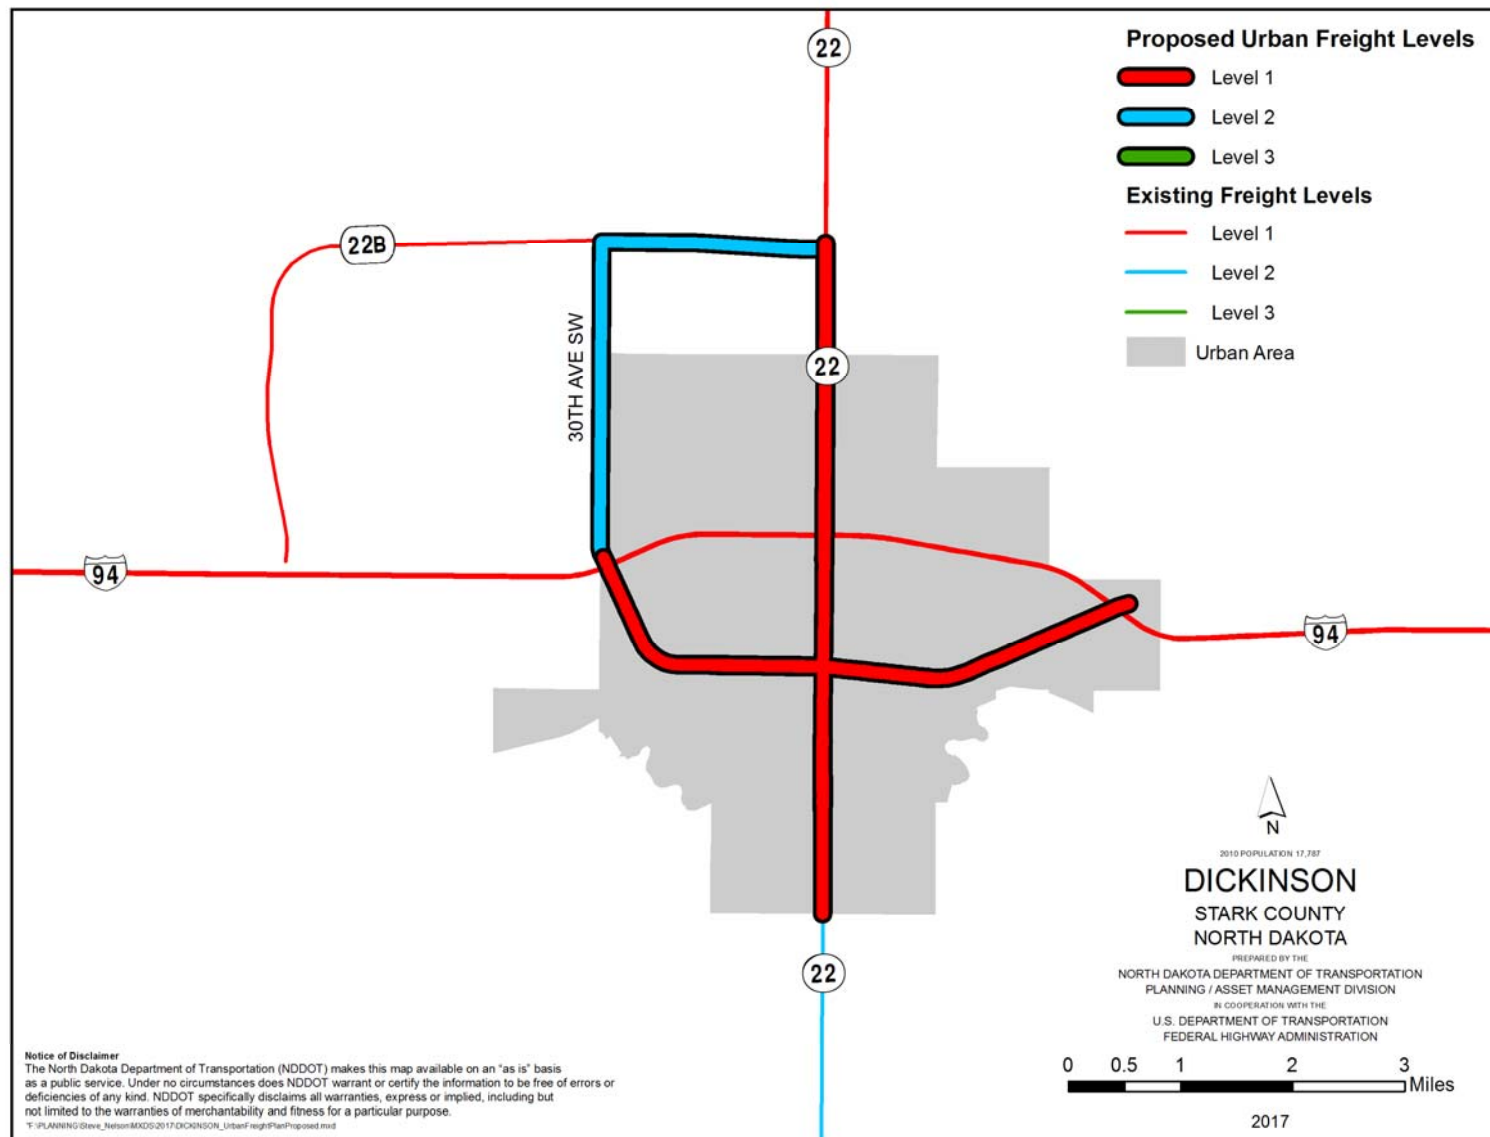 22
Proposed Urban Freight Levels
Level 1
Level 2
Level 3
Existing Freight Levels
Level 1
Level 2
Level 3
Urban Area
22B
30TH AVE SW
22
94
94
22
N
2010 POPULATION 17,787
DICKINSON
STARK COUNTY
NORTH DAKOTA
PREPARED BY THE
NORTH DAKOTA DEPARTMENT OF TRANSPORTATION
PLANNING / ASSET MANAGEMENT DIVISION
IN COOPERATION WITH THE
U.S. DEPARTMENT OF TRANSPORTATION
FEDERAL HIGHWAY ADMINISTRATION
0 0.5 1 2 3
Miles
2017
Notice of Disclaimer
The North Dakota Department of Transportation (NDDOT) makes this map available on an "as is" basis
as a public service. Under no circumstances does NDDOT warrant or certify the information to be free of errors or
deficiencies of any kind. NDDOT specifically disclaims all warranties, express or implied, including but
not limited to the warranties of merchantability and fitness for a particular purpose.
"F:\PLANNING\Steve_Nelson\MXDS\2017\DICKINSON_UrbanFreightPlanProposed.mxd